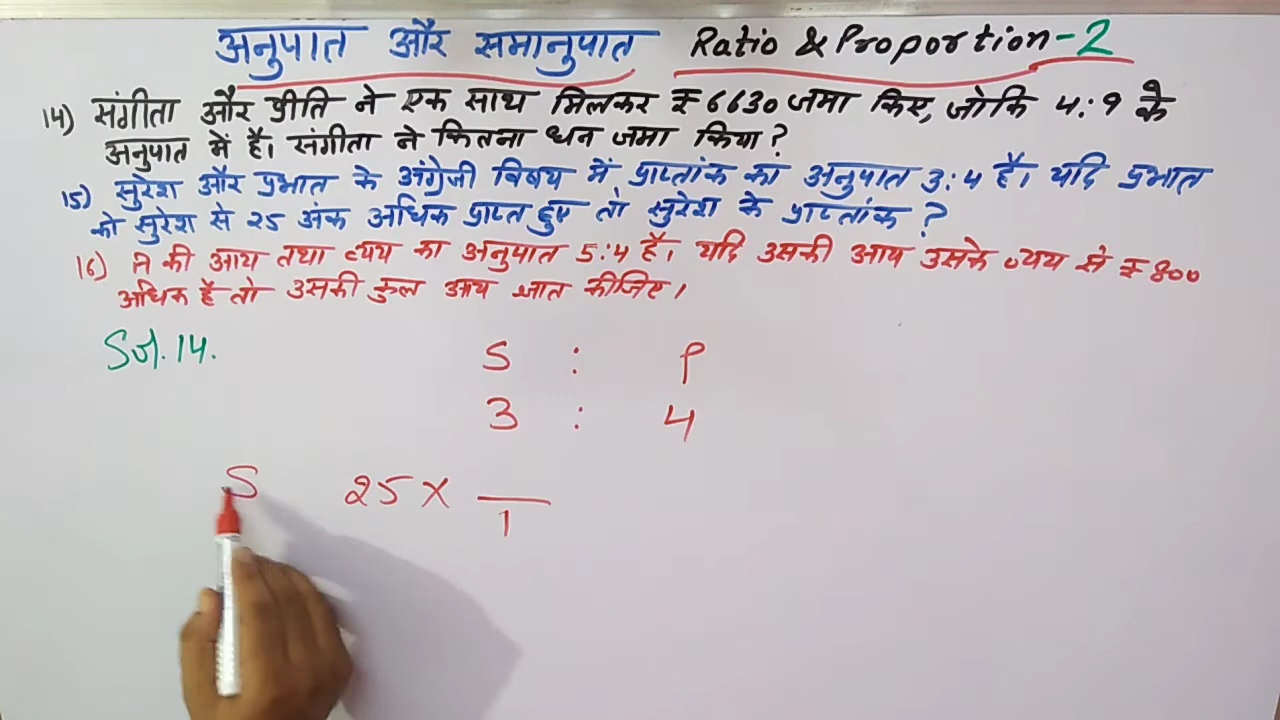 अनुपात और समानुपात Ratio & Proportion-2
14) संगीता और प्रीति ने एक साथ मिलकर ₹6630 जमा किए, जोकि 4:9 के
अनुपात में है। संगीता ने कितना धन जमा किया?
15) सुरेश और प्रभात के अंग्रेजी विषय में प्राप्तांक का अनुपात 3:4 है। यदि प्रभात
को सुरेश से 25 अंक अधिक प्राप्त हुए तो सुरेश के प्राप्तांक?
16) की आय तथा व्यय का अनुपात 5:4 है। यदि उसकी आय उसके व्यय से ₹800
अधिक है तो उसकी कुल आय ज्ञात कीजिए।
Sol. 14.
S : P
3 : 4
S 25 × —
1